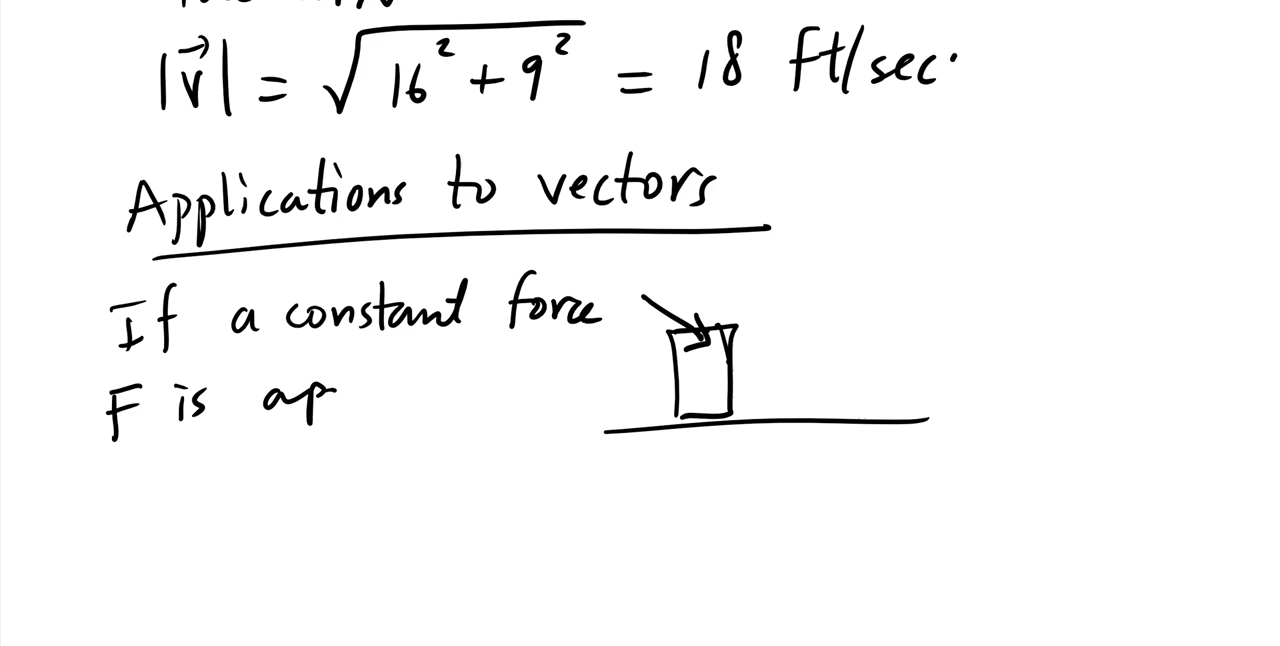 |v⃗| = √(16² + 9²) = 18 ft/sec.
Applications to vectors
If a constant force
F is ap